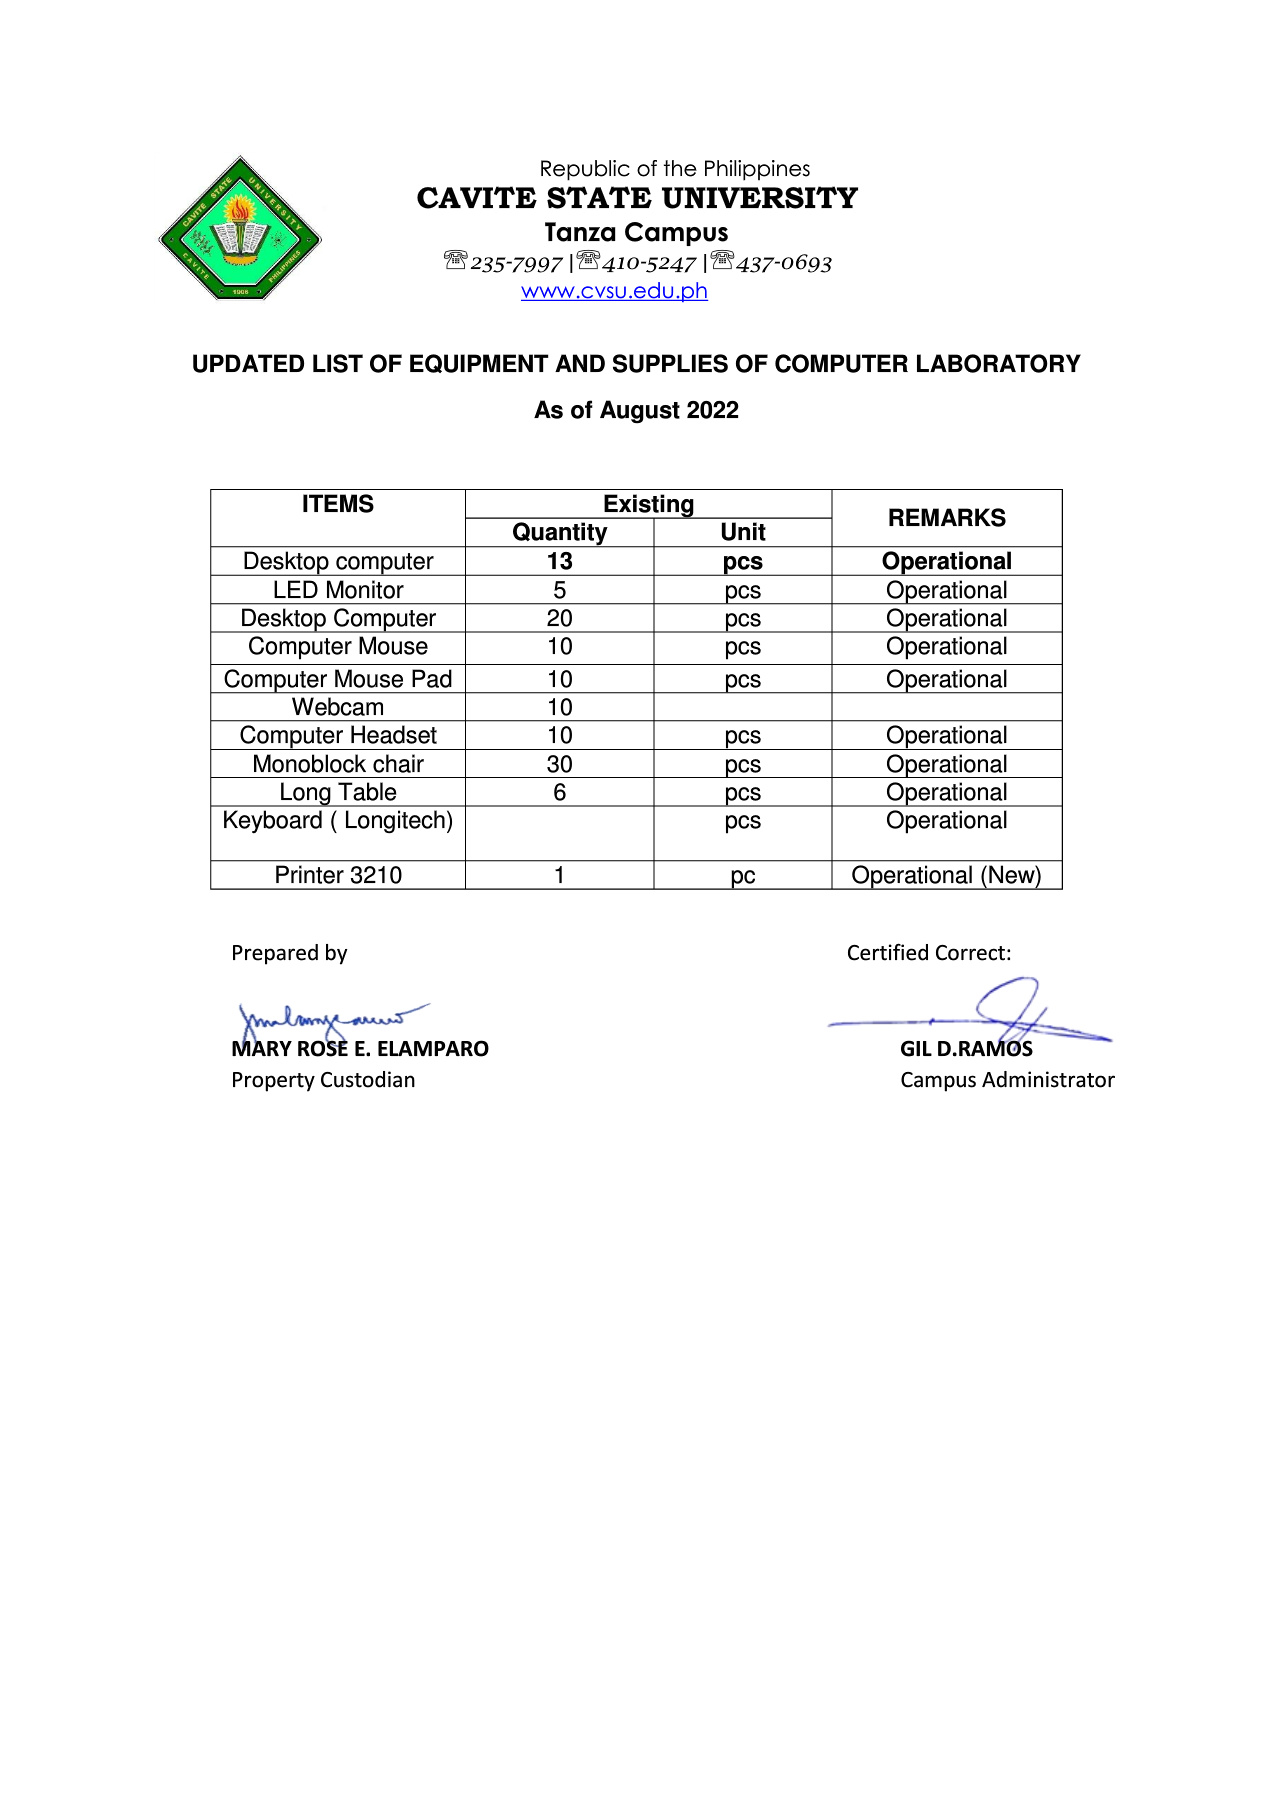 Republic of the Philippines
CAVITE STATE UNIVERSITY
Tanza Campus
☏235-7997 |☏410-5247 |☏437-0693
www.cvsu.edu.ph
CAVITE STATE UNIVERSITY
CAVITE PHILIPPINES
1906
UPDATED LIST OF EQUIPMENT AND SUPPLIES OF COMPUTER LABORATORY
As of August 2022
ITEMS Existing REMARKS
Quantity Unit
Desktop computer 13 pcs Operational
LED Monitor 5 pcs Operational
Desktop Computer 20 pcs Operational
Computer Mouse 10 pcs Operational
Computer Mouse Pad 10 pcs Operational
Webcam 10
Computer Headset 10 pcs Operational
Monoblock chair 30 pcs Operational
Long Table 6 pcs Operational
Keyboard ( Longitech) pcs Operational
Printer 3210 1 pc Operational (New)
Prepared by Certified Correct:
MARY ROSE E. ELAMPARO GIL D.RAMOS
Property Custodian Campus Administrator